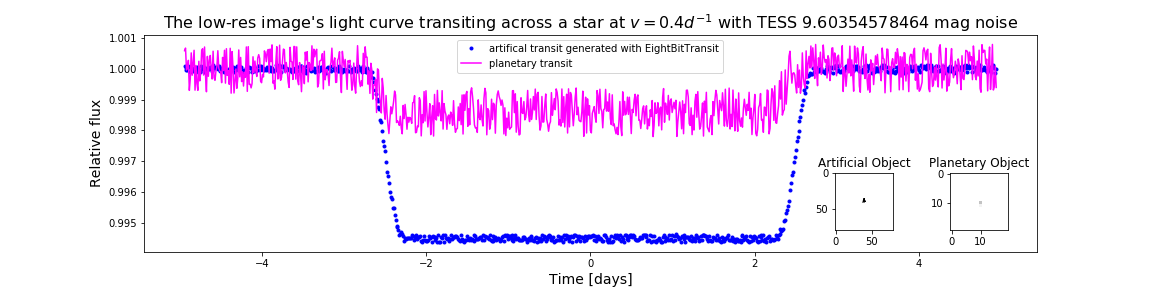 The low-res image's light curve transiting across a star at v = 0.4d⁻¹ with TESS 9.60354578464 mag noise
artifical transit generated with EightBitTransit
planetary transit
Relative flux
1.001
1.000
0.999
0.998
0.997
0.996
0.995
Artificial Object
0
50
0
50
Planetary Object
0
10
0
10
−4
−2
0
2
4
Time [days]